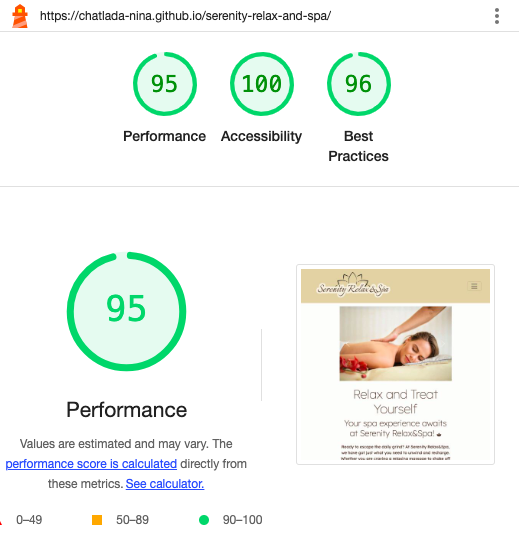 https://chatlada-nina.github.io/serenity-relax-and-spa/
95
100
96
Performance
Accessibility
Best
Practices
95
Performance
Values are estimated and may vary. The
performance score is calculated directly from
these metrics. See calculator.
0–49
50–89
90–100
Serenity Relax&Spa
Relax and Treat
Yourself
Your spa experience awaits
at Serenity Relax&Spa!
Ready to escape the daily grind? At Serenity Relax&Spa,
we have got just what you need to unwind and recharge.
Whether you are craving a relaxing massage to shake off